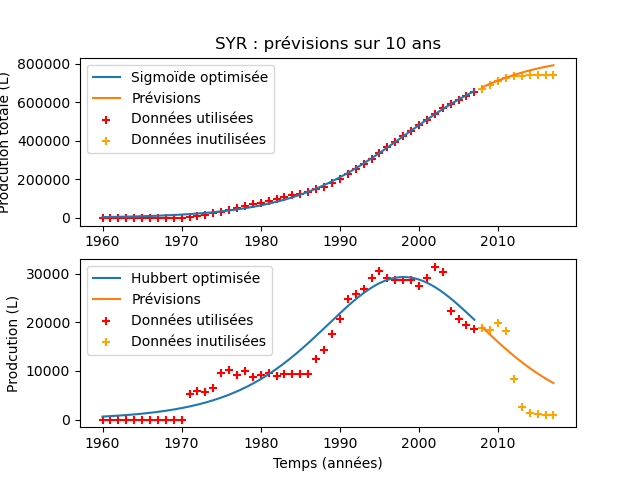 SYR : prévisions sur 10 ans
Prodcution totale (L)
800000
600000
400000
200000
0
Sigmoïde optimisée
Prévisions
Données utilisées
Données inutilisées
1960 1970 1980 1990 2000 2010
Prodcution (L)
30000
20000
10000
0
Hubbert optimisée
Prévisions
Données utilisées
Données inutilisées
1960 1970 1980 1990 2000 2010
Temps (années)